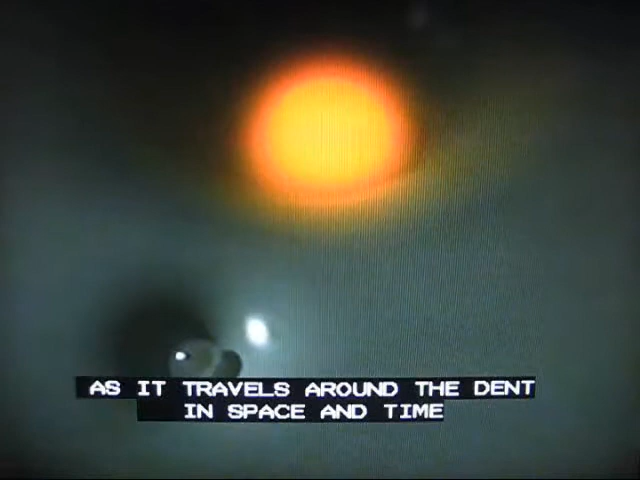 AS IT TRAVELS AROUND THE DENT
IN SPACE AND TIME